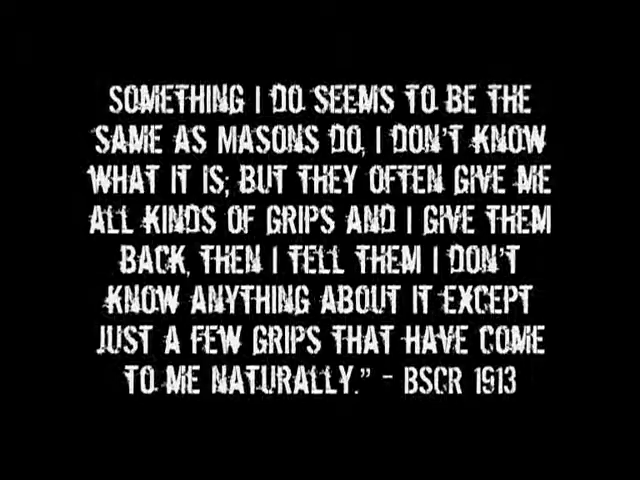 SOMETHING I DO SEEMS TO BE THE
SAME AS MASONS DO, I DON'T KNOW
WHAT IT IS; BUT THEY OFTEN GIVE ME
ALL KINDS OF GRIPS AND I GIVE THEM
BACK, THEN I TELL THEM I DON'T
KNOW ANYTHING ABOUT IT EXCEPT
JUST A FEW GRIPS THAT HAVE COME
TO ME NATURALLY." - BSCR 1913